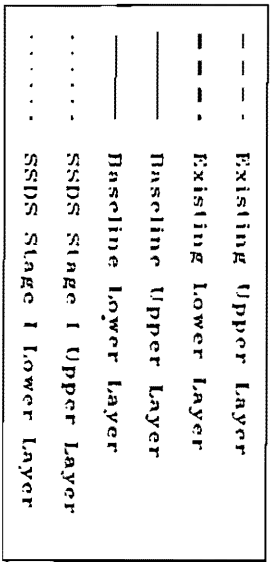 Existing Upper Layer
Existing Lower Layer
Baseline Upper Layer
Baseline Lower Layer
SSDS Stage I Upper Layer
SSDS Stage I Lower Layer